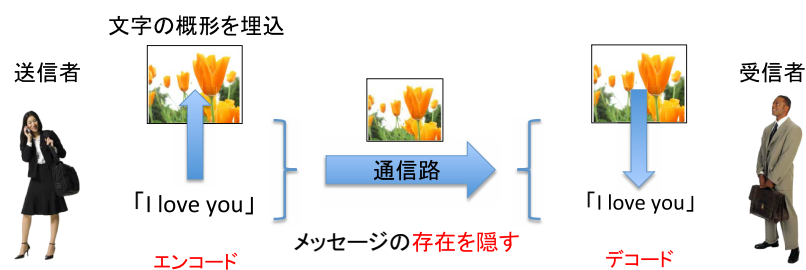 文字の概形を埋込
送信者
受信者
通信路
「I love you」
「I love you」
メッセージの存在を隠す
エンコード
デコード